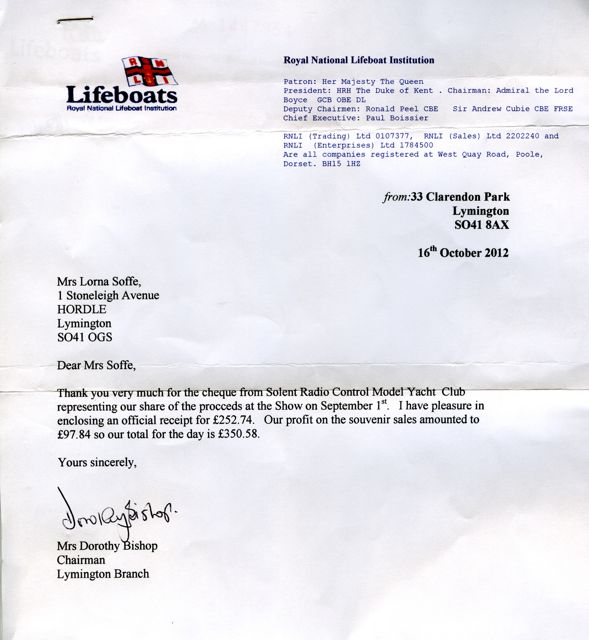 RN
LI
Lifeboats
Royal National Lifeboat Institution
Royal National Lifeboat Institution
Patron: Her Majesty The Queen
President: HRH The Duke of Kent . Chairman: Admiral the Lord
Boyce GCB OBE DL
Deputy Chairmen: Ronald Peel CBE Sir Andrew Cubie CBE FRSE
Chief Executive: Paul Boissier
RNLI (Trading) Ltd 0107377, RNLI (Sales) Ltd 2202240 and
RNLI (Enterprises) Ltd 1784500
Are all companies registered at West Quay Road, Poole,
Dorset. BH15 1HZ
from:33 Clarendon Park
Lymington
SO41 8AX
16th October 2012
Mrs Lorna Soffe,
1 Stoneleigh Avenue
HORDLE
Lymington
SO41 OGS
Dear Mrs Soffe,
Thank you very much for the cheque from Solent Radio Control Model Yacht Club
representing our share of the procceds at the Show on September 1st. I have pleasure in
enclosing an official receipt for £252.74. Our profit on the souvenir sales amounted to
£97.84 so our total for the day is £350.58.
Yours sincerely,
Dorothy Bishop.
Mrs Dorothy Bishop
Chairman
Lymington Branch